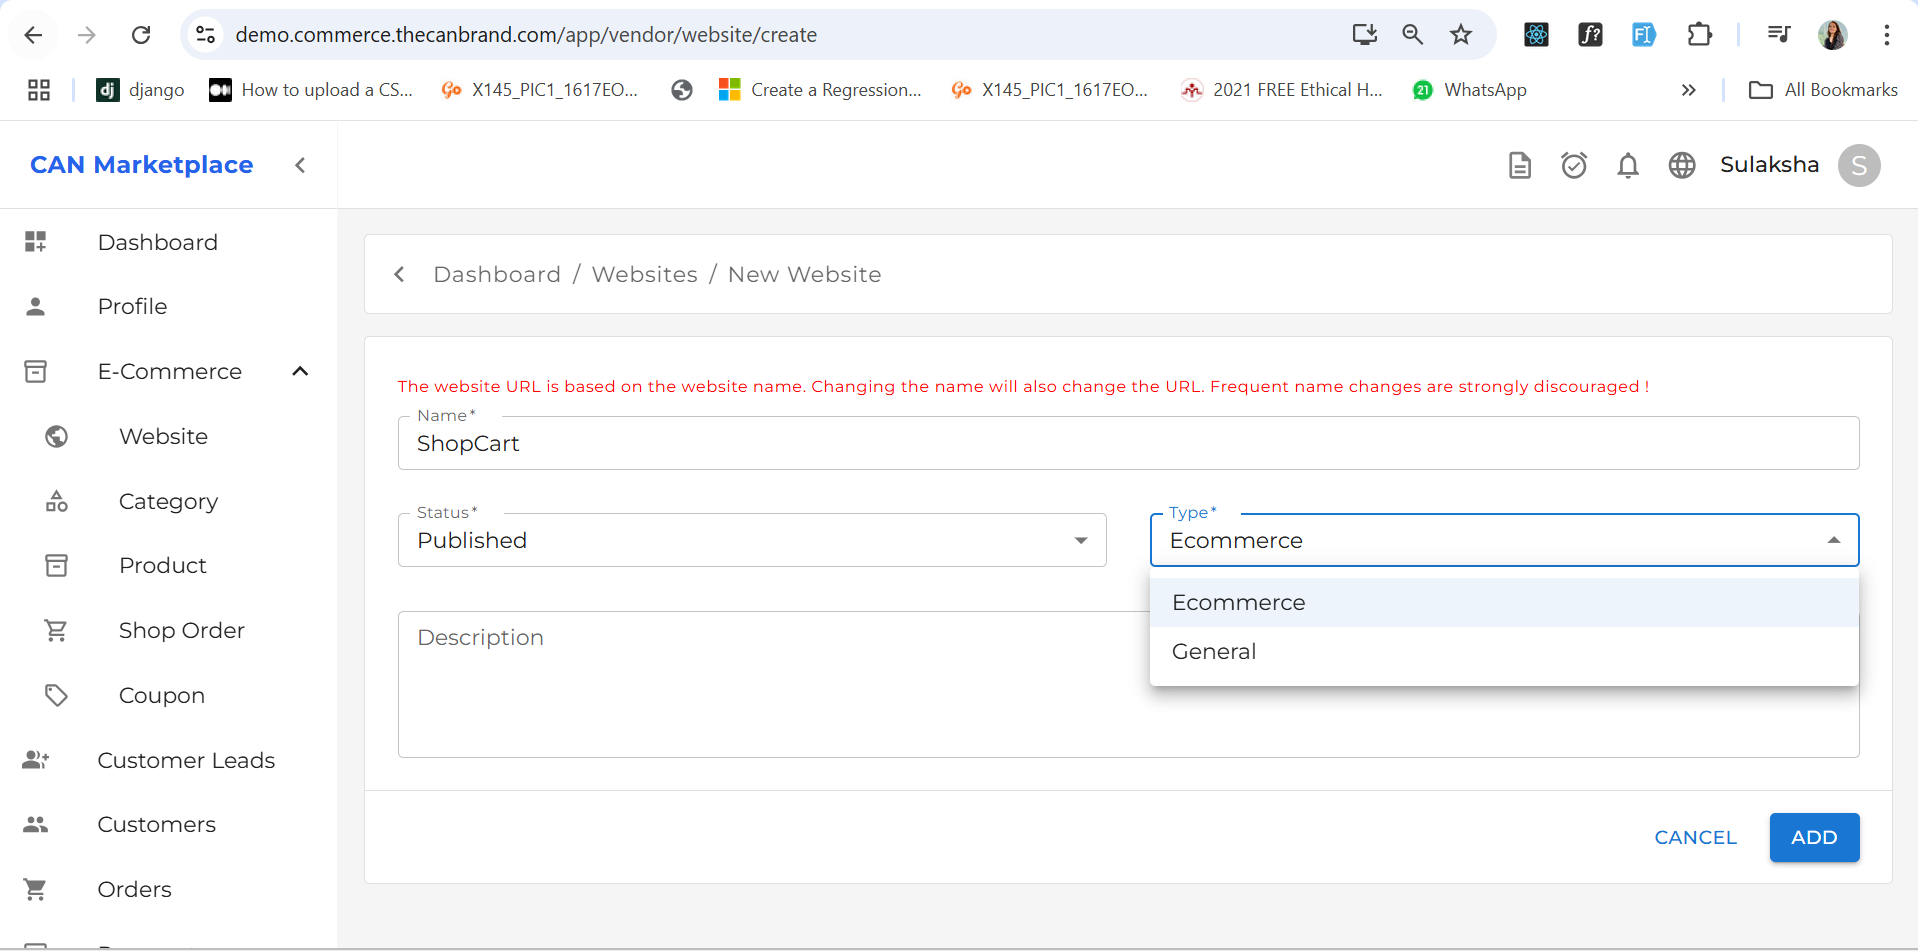 demo.commerce.thecanbrand.com/app/vendor/website/create
django How to upload a CS... X145_PIC1_1617EO... Create a Regression... X145_PIC1_1617EO... 2021 FREE Ethical H... 21 WhatsApp » All Bookmarks
CAN Marketplace
Sulaksha S
Dashboard
Profile
E-Commerce
Website
Category
Product
Shop Order
Coupon
Customer Leads
Customers
Orders
Dashboard / Websites / New Website
The website URL is based on the website name. Changing the name will also change the URL. Frequent name changes are strongly discouraged !
Name*
ShopCart
Status*
Published
Type*
Ecommerce
Ecommerce
General
Description
CANCEL ADD